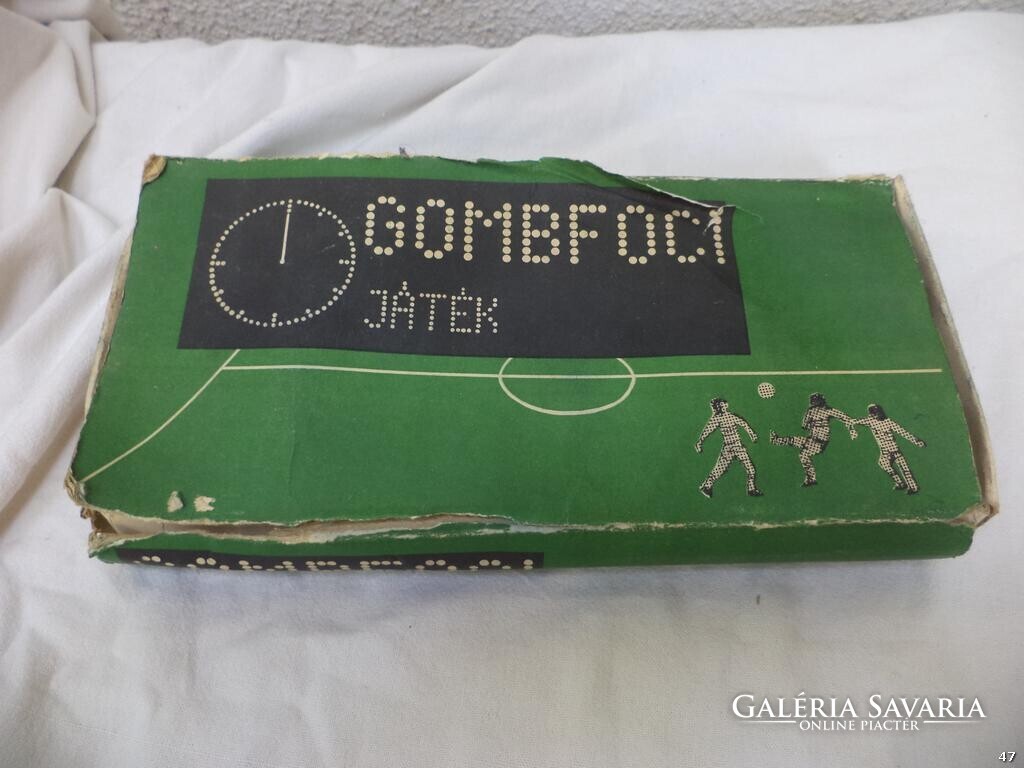 GOMBFOCI
JÁTÉK
GALÉRIA SAVARIA
ONLINE PIACTÉR
47